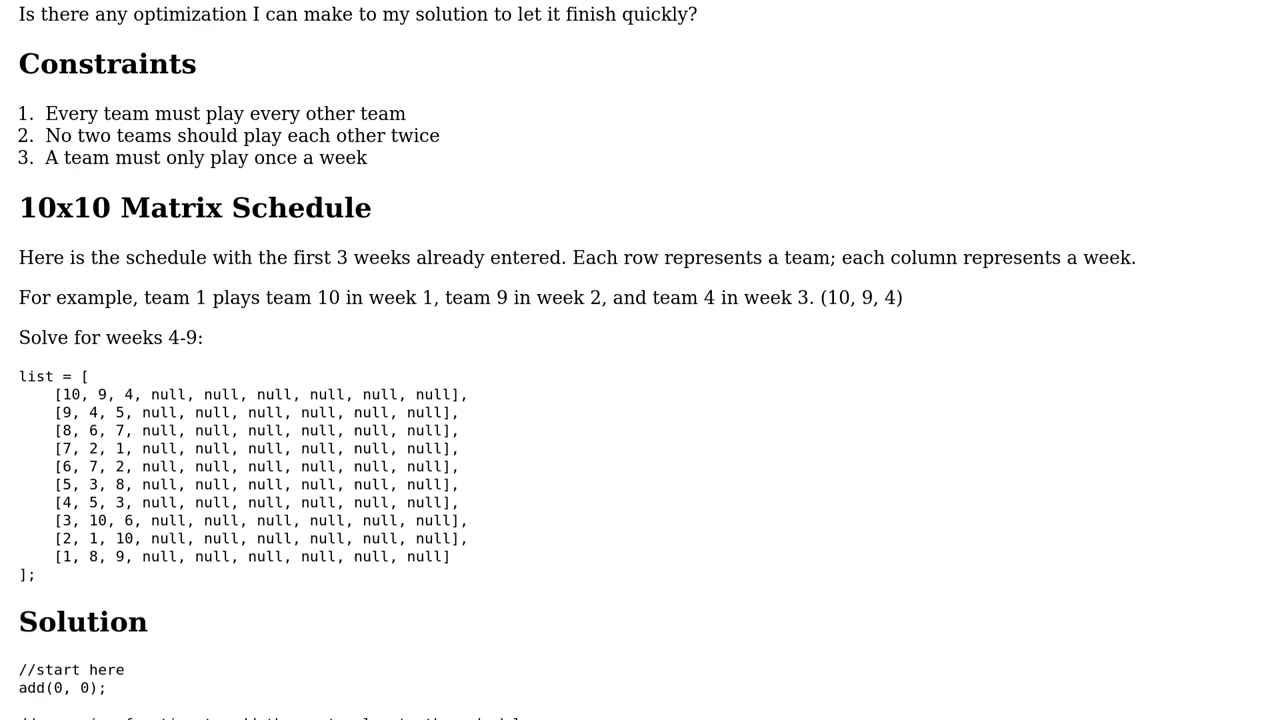 Is there any optimization I can make to my solution to let it finish quickly?
Constraints
1. Every team must play every other team
2. No two teams should play each other twice
3. A team must only play once a week
10x10 Matrix Schedule
Here is the schedule with the first 3 weeks already entered. Each row represents a team; each column represents a week.
For example, team 1 plays team 10 in week 1, team 9 in week 2, and team 4 in week 3. (10, 9, 4)
Solve for weeks 4-9:
list = [
    [10, 9, 4, null, null, null, null, null, null],
    [9, 4, 5, null, null, null, null, null, null],
    [8, 6, 7, null, null, null, null, null, null],
    [7, 2, 1, null, null, null, null, null, null],
    [6, 7, 2, null, null, null, null, null, null],
    [5, 3, 8, null, null, null, null, null, null],
    [4, 5, 3, null, null, null, null, null, null],
    [3, 10, 6, null, null, null, null, null, null],
    [2, 1, 10, null, null, null, null, null, null],
    [1, 8, 9, null, null, null, null, null, null]
];
Solution
//start here
add(0, 0);